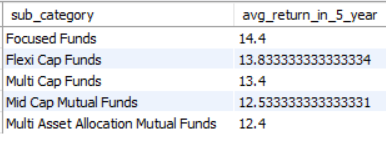 sub_category avg_return_in_5_year
Focused Funds 14.4
Flexi Cap Funds 13.833333333333334
Multi Cap Funds 13.4
Mid Cap Mutual Funds 12.533333333333331
Multi Asset Allocation Mutual Funds 12.4